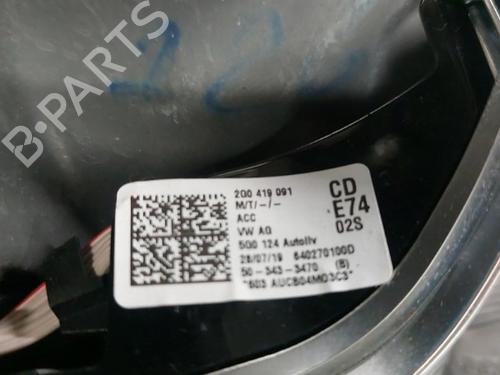 122
B-PARTS
2G0 419 091
M/T/-/-
ACC
VW AG
5G0 124 Autoliv
28/07/19 640270100D
50-343-3470 (B)
CD
E74
02S